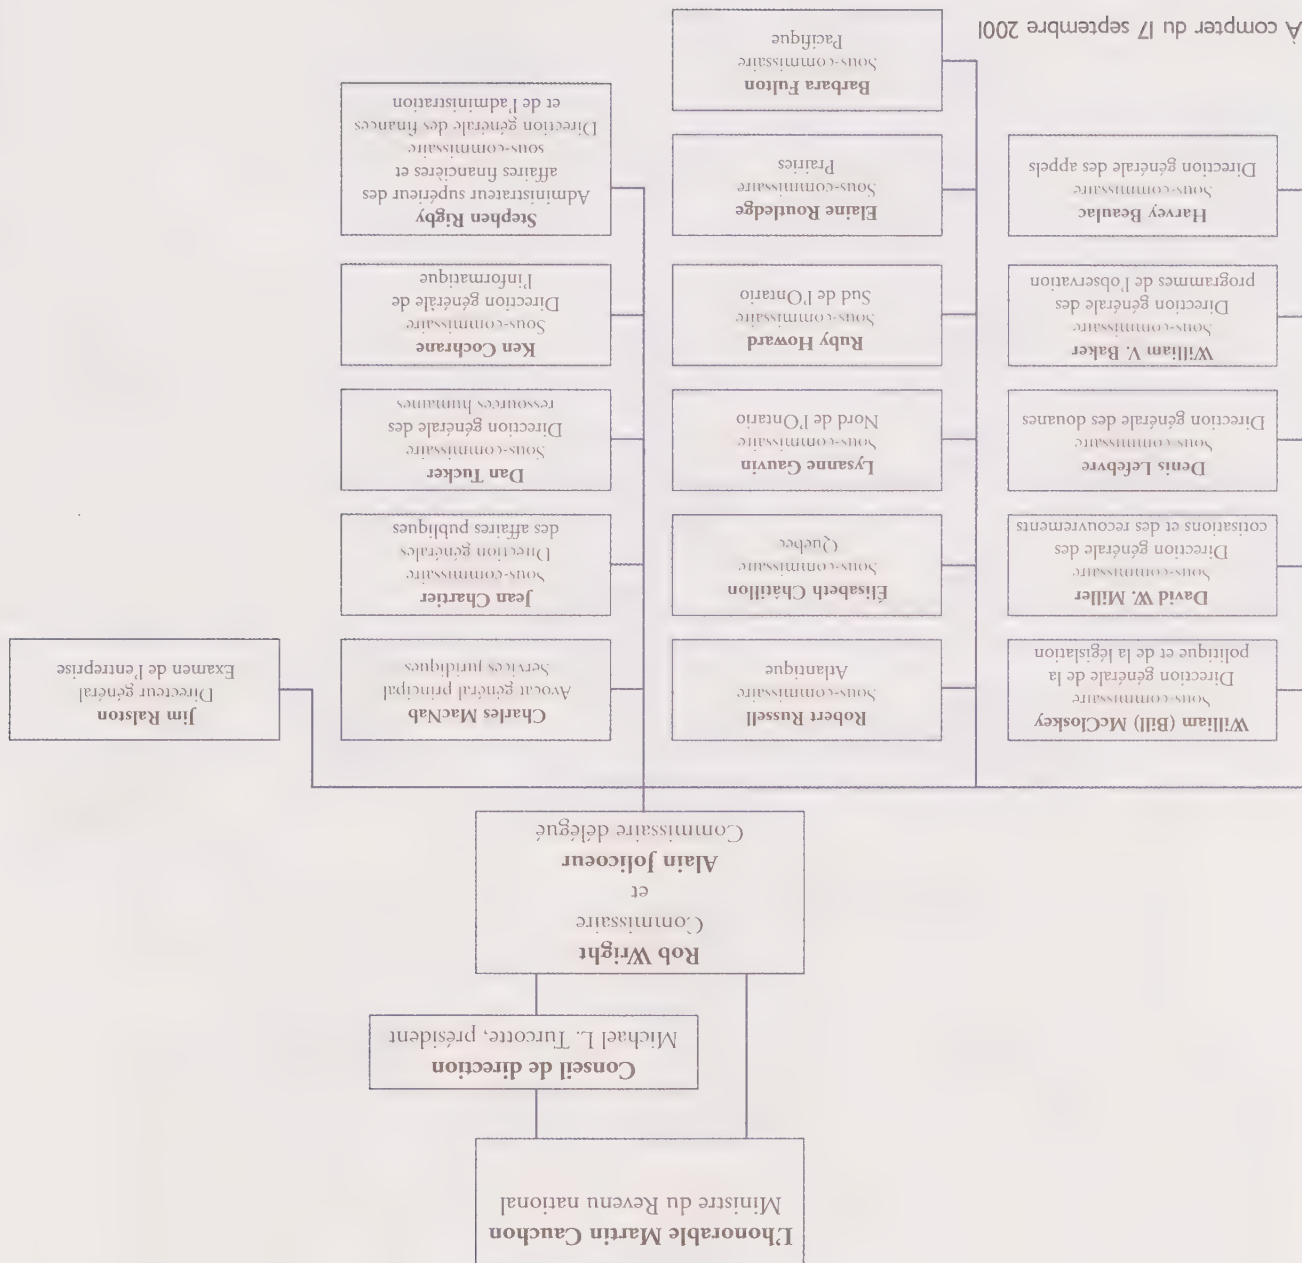 L'honorable Martin Cauchon
Ministre du Revenu national
Conseil de direction
Michael L. Turcotte, président
Rob Wright
Commissaire
et
Alain Jolicoeur
Commissaire délégué
William (Bill) McCloskey
Sous-commissaire
Direction générale de la
politique et de la législation
David W. Miller
Sous-commissaire
Direction générale des
cotisations et des recouvrements
Denis Lefebvre
Sous-commissaire
Direction générale des douanes
William V. Baker
Sous-commissaire
Direction générale des
programmes de l'observation
Harvey Beaulac
Sous-commissaire
Direction générale des appels
Robert Russell
Sous-commissaire
Atlantique
Élisabeth Châtillon
Sous-commissaire
Québec
Lysanne Gauvin
Sous-commissaire
Nord de l'Ontario
Ruby Howard
Sous-commissaire
Sud de l'Ontario
Elaine Routledge
Sous-commissaire
Prairies
Barbara Fulton
Sous-commissaire
Pacifique
Charles MacNab
Avocat général principal
Services juridiques
Jean Chartier
Sous-commissaire
Direction générales
des affaires publiques
Dan Tucker
Sous-commissaire
Direction générale des
ressources humaines
Ken Cochrane
Sous-commissaire
Direction générale de
l'informatique
Stephen Rigby
Administrateur supérieur des
affaires financières et
sous-commissaire
Direction générale des finances
et de l'administration
Jim Ralston
Directeur général
Examen de l'entreprise
À compter du 17 septembre 2001